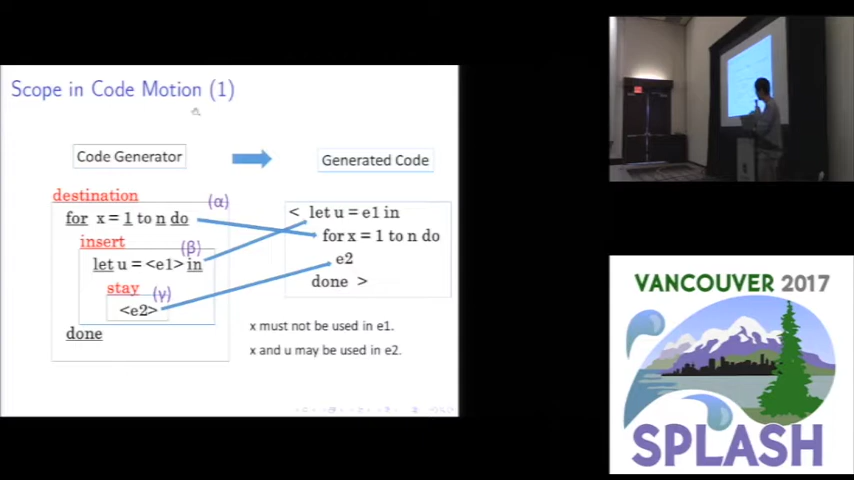 Scope in Code Motion (1)
Code Generator
Generated Code
destination
(α)
for x = 1 to n do
insert
(β)
let u = <e1> in
stay
(γ)
<e2>
done
< let u = e1 in
for x = 1 to n do
e2
done >
x must not be used in e1.
x and u may be used in e2.
VANCOUVER 2017
SPLASH